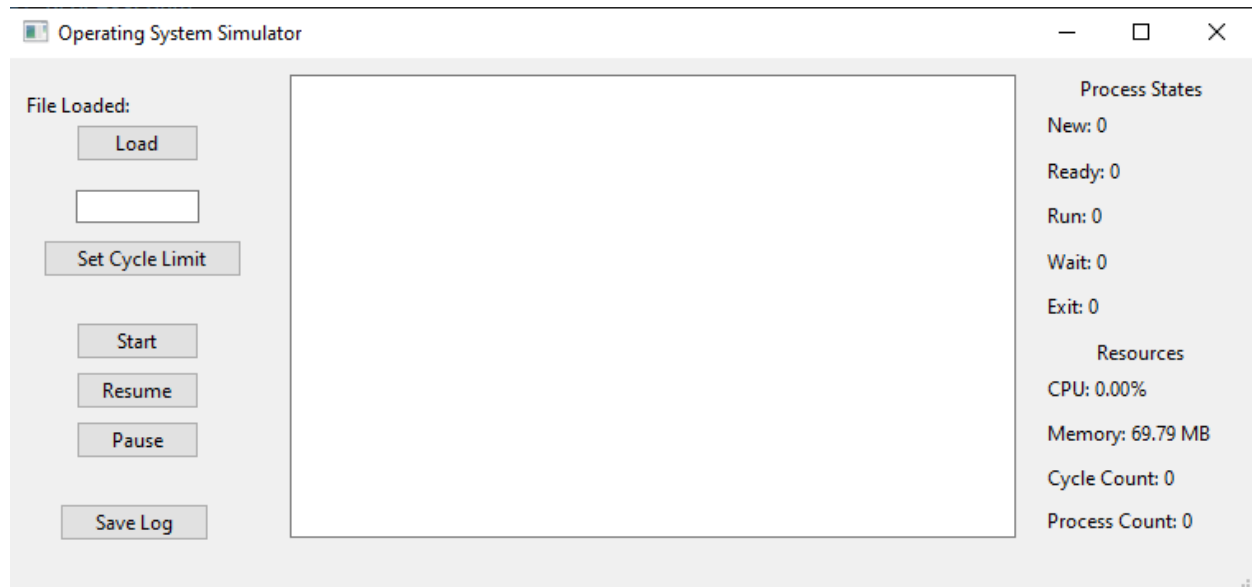 Operating System Simulator
File Loaded:
Load
Set Cycle Limit
Start
Resume
Pause
Save Log
Process States
New: 0
Ready: 0
Run: 0
Wait: 0
Exit: 0
Resources
CPU: 0.00%
Memory: 69.79 MB
Cycle Count: 0
Process Count: 0